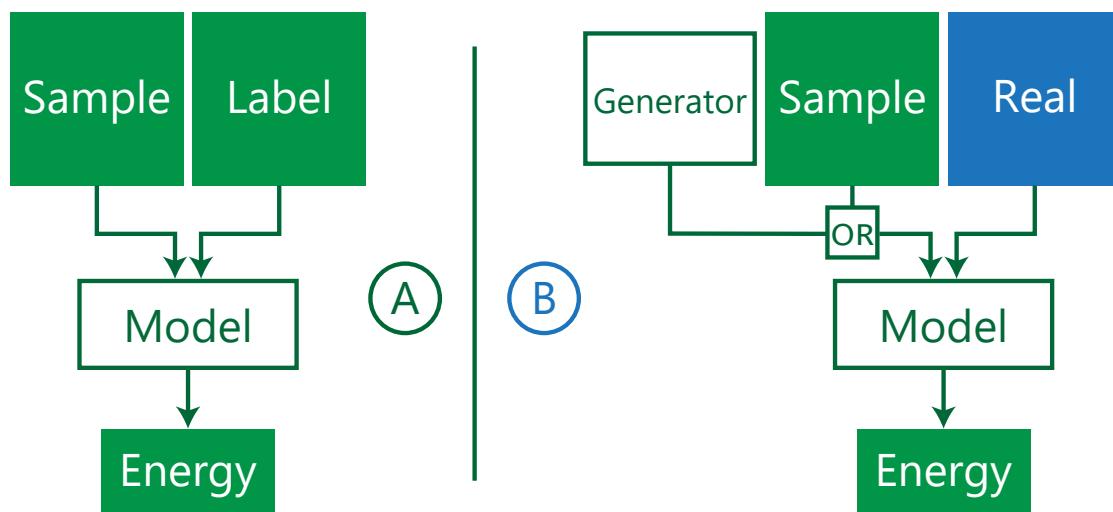 Sample
Label
Model
Energy
A
B
Generator
Sample
Real
OR
Model
Energy